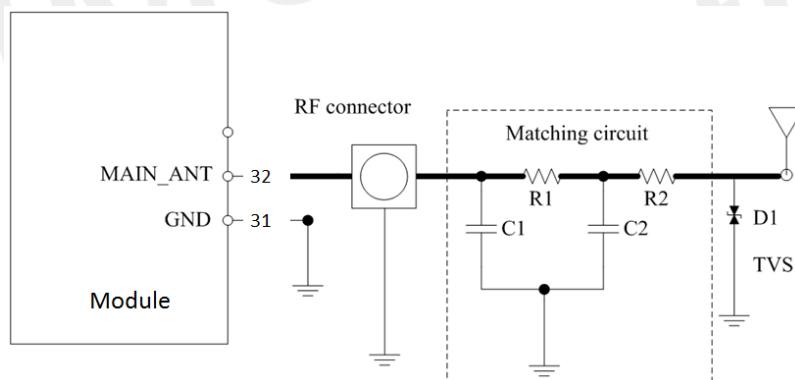 RF connector
Matching circuit
MAIN_ANT
32
R1
R2
GND
31
C1
C2
D1
TVS
Module